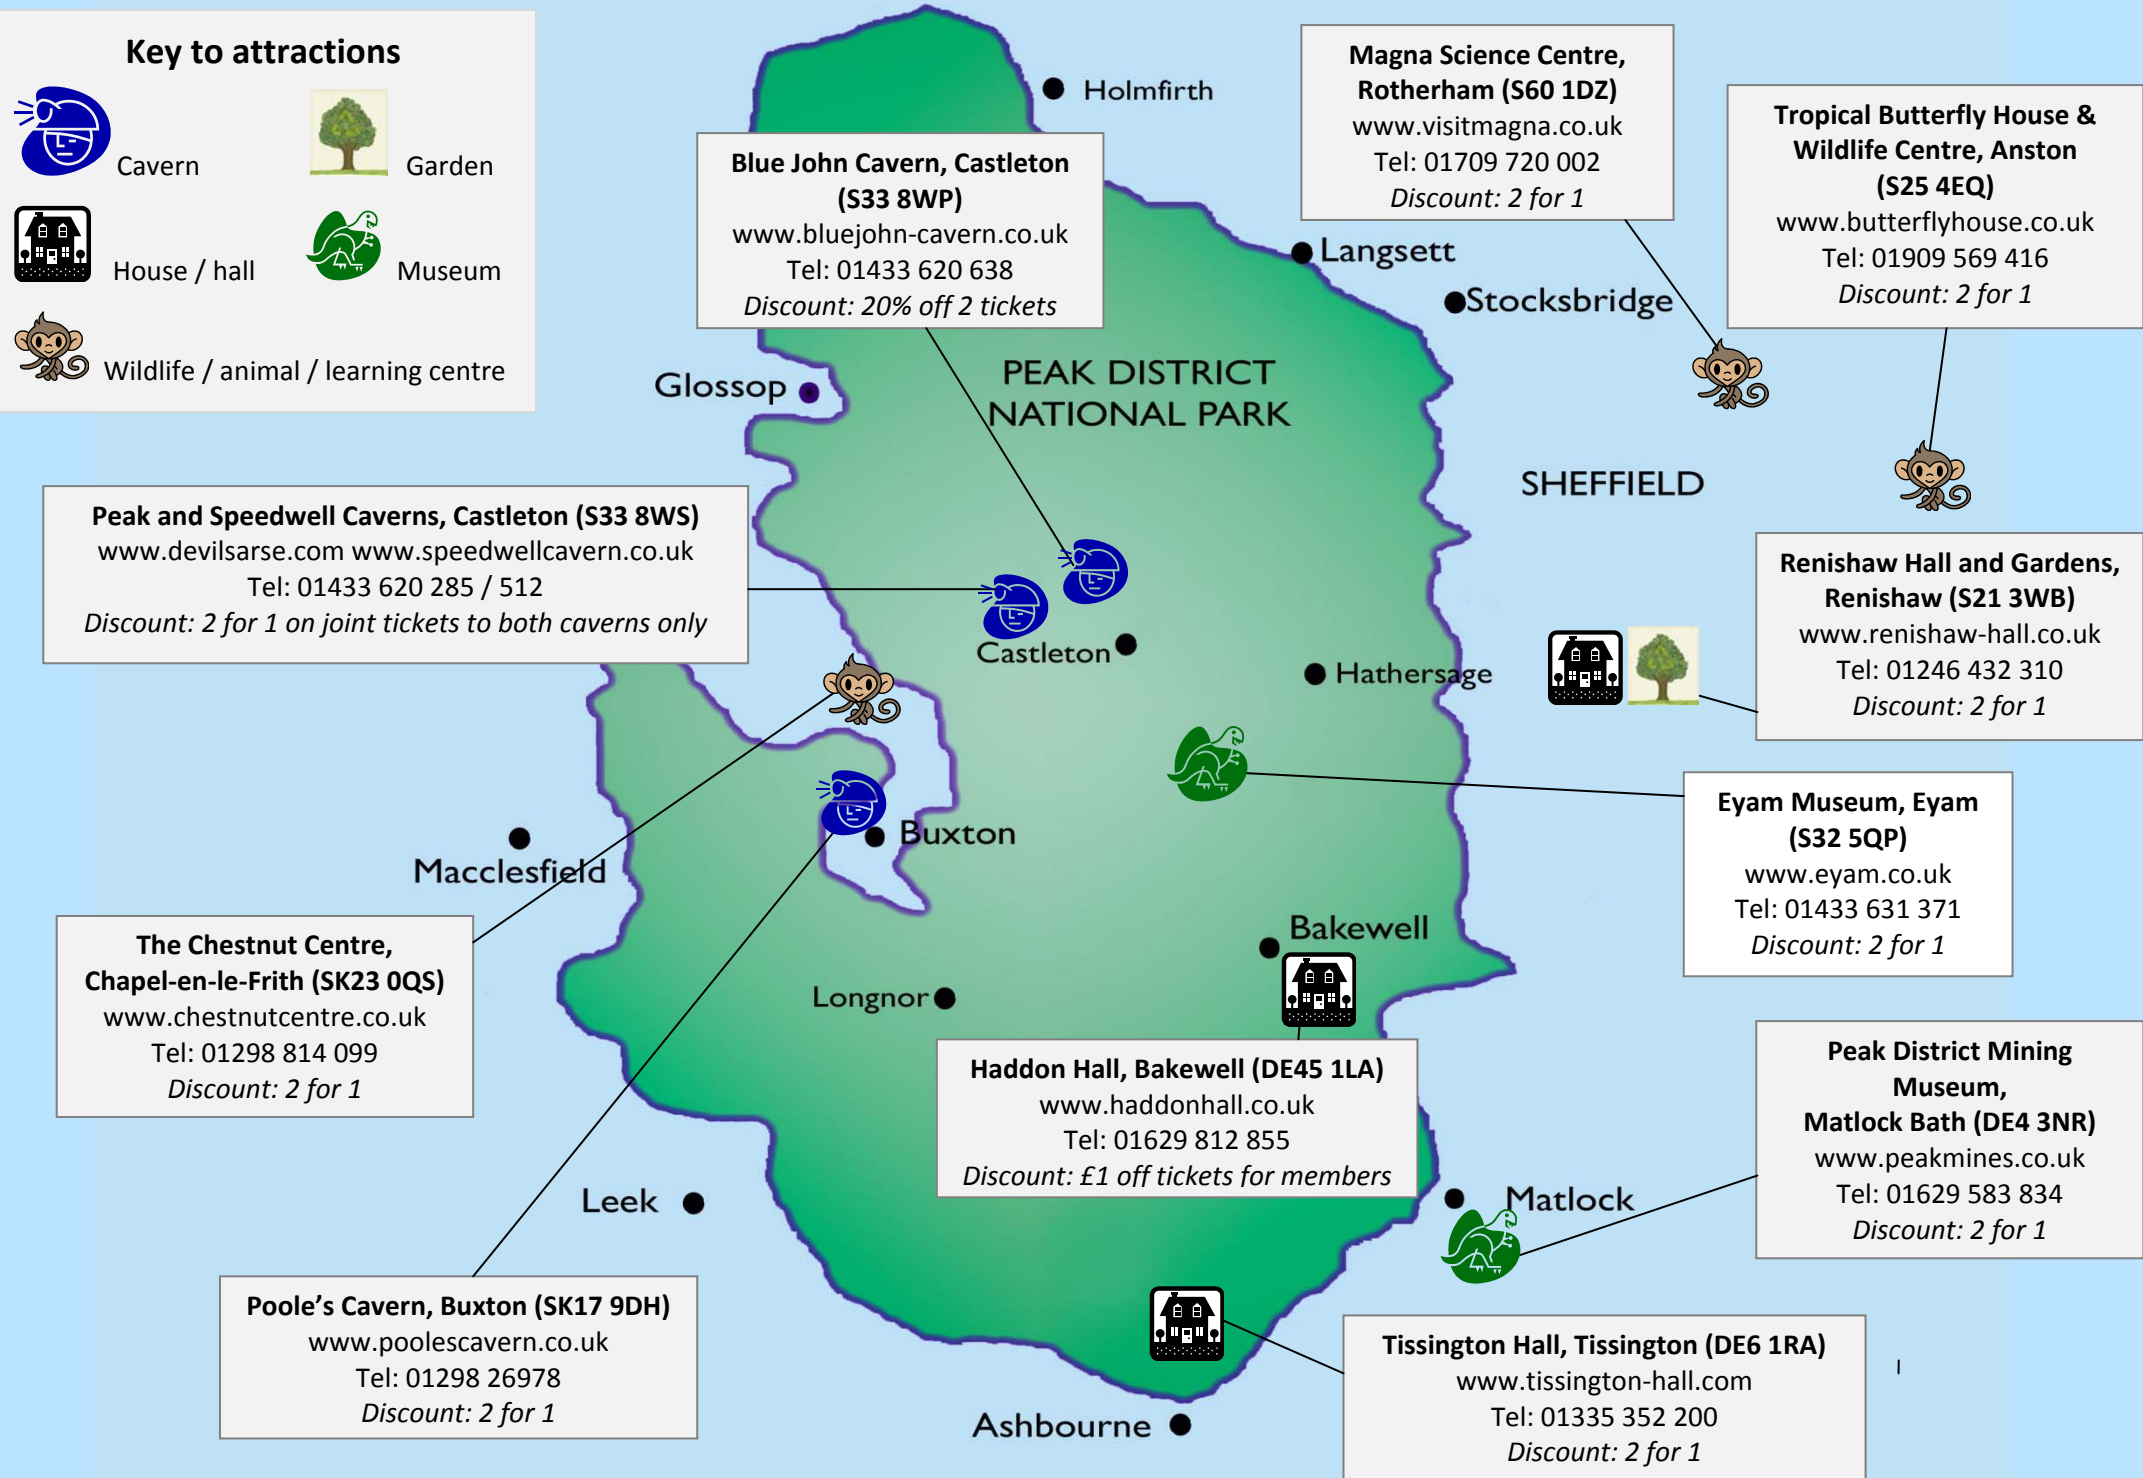 Key to attractions
Cavern
Garden
House / hall
Museum
Wildlife / animal / learning centre
Holmfirth
Magna Science Centre,
Rotherham (S60 1DZ)
www.visitmagna.co.uk
Tel: 01709 720 002
Discount: 2 for 1
Tropical Butterfly House &
Wildlife Centre, Anston
(S25 4EQ)
www.butterflyhouse.co.uk
Tel: 01909 569 416
Discount: 2 for 1
Blue John Cavern, Castleton
(S33 8WP)
www.bluejohn-cavern.co.uk
Tel: 01433 620 638
Discount: 20% off 2 tickets
Langsett
Stocksbridge
Glossop
PEAK DISTRICT
NATIONAL PARK
SHEFFIELD
Peak and Speedwell Caverns, Castleton (S33 8WS)
www.devilsarse.com www.speedwellcavern.co.uk
Tel: 01433 620 285 / 512
Discount: 2 for 1 on joint tickets to both caverns only
Castleton
Hathersage
Renishaw Hall and Gardens,
Renishaw (S21 3WB)
www.renishaw-hall.co.uk
Tel: 01246 432 310
Discount: 2 for 1
Buxton
Macclesfield
Eyam Museum, Eyam
(S32 5QP)
www.eyam.co.uk
Tel: 01433 631 371
Discount: 2 for 1
The Chestnut Centre,
Chapel-en-le-Frith (SK23 0QS)
www.chestnutcentre.co.uk
Tel: 01298 814 099
Discount: 2 for 1
Bakewell
Longnor
Haddon Hall, Bakewell (DE45 1LA)
www.haddonhall.co.uk
Tel: 01629 812 855
Discount: £1 off tickets for members
Peak District Mining
Museum,
Matlock Bath (DE4 3NR)
www.peakmines.co.uk
Tel: 01629 583 834
Discount: 2 for 1
Leek
Matlock
Poole’s Cavern, Buxton (SK17 9DH)
www.poolescavern.co.uk
Tel: 01298 26978
Discount: 2 for 1
Tissington Hall, Tissington (DE6 1RA)
www.tissington-hall.com
Tel: 01335 352 200
Discount: 2 for 1
Ashbourne